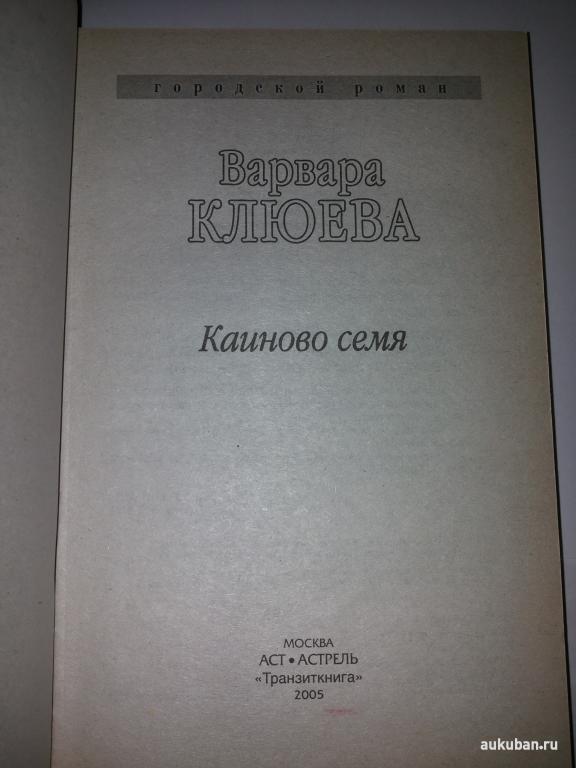 городской роман
Варвара
КЛЮЕВА
Каиново семя
МОСКВА
АСТ • АСТРЕЛЬ
«Транзиткнига»
2005
aukuban.ru